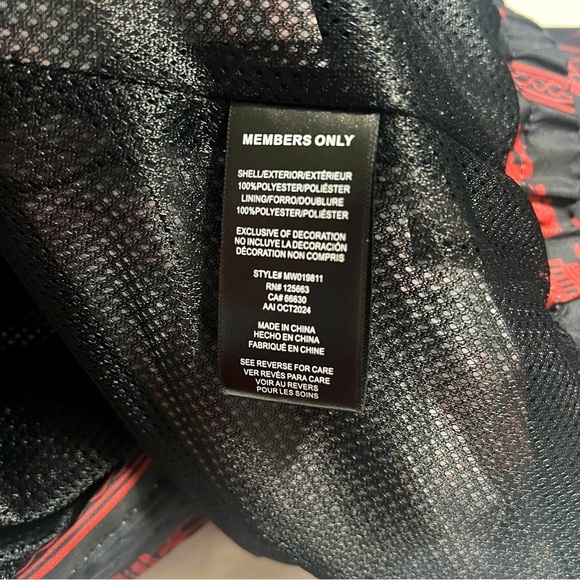 MEMBERS ONLY
SHELL/EXTERIOR/EXTÉRIEUR
100%POLYESTER/POLIÉSTER
LINING/FORRO/DOUBLURE
100%POLYESTER/POLIÉSTER
EXCLUSIVE OF DECORATION
NO INCLUYE LA DECORACIÓN
DÉCORATION NON COMPRIS
STYLE# MW019811
RN# 125663
CA# 66630
AAI OCT2024
MADE IN CHINA
HECHO EN CHINA
FABRIQUÉ EN CHINE
SEE REVERSE FOR CARE
VER REVÉS PARA CARE
VOIR AU REVERS
POUR LES SOINS